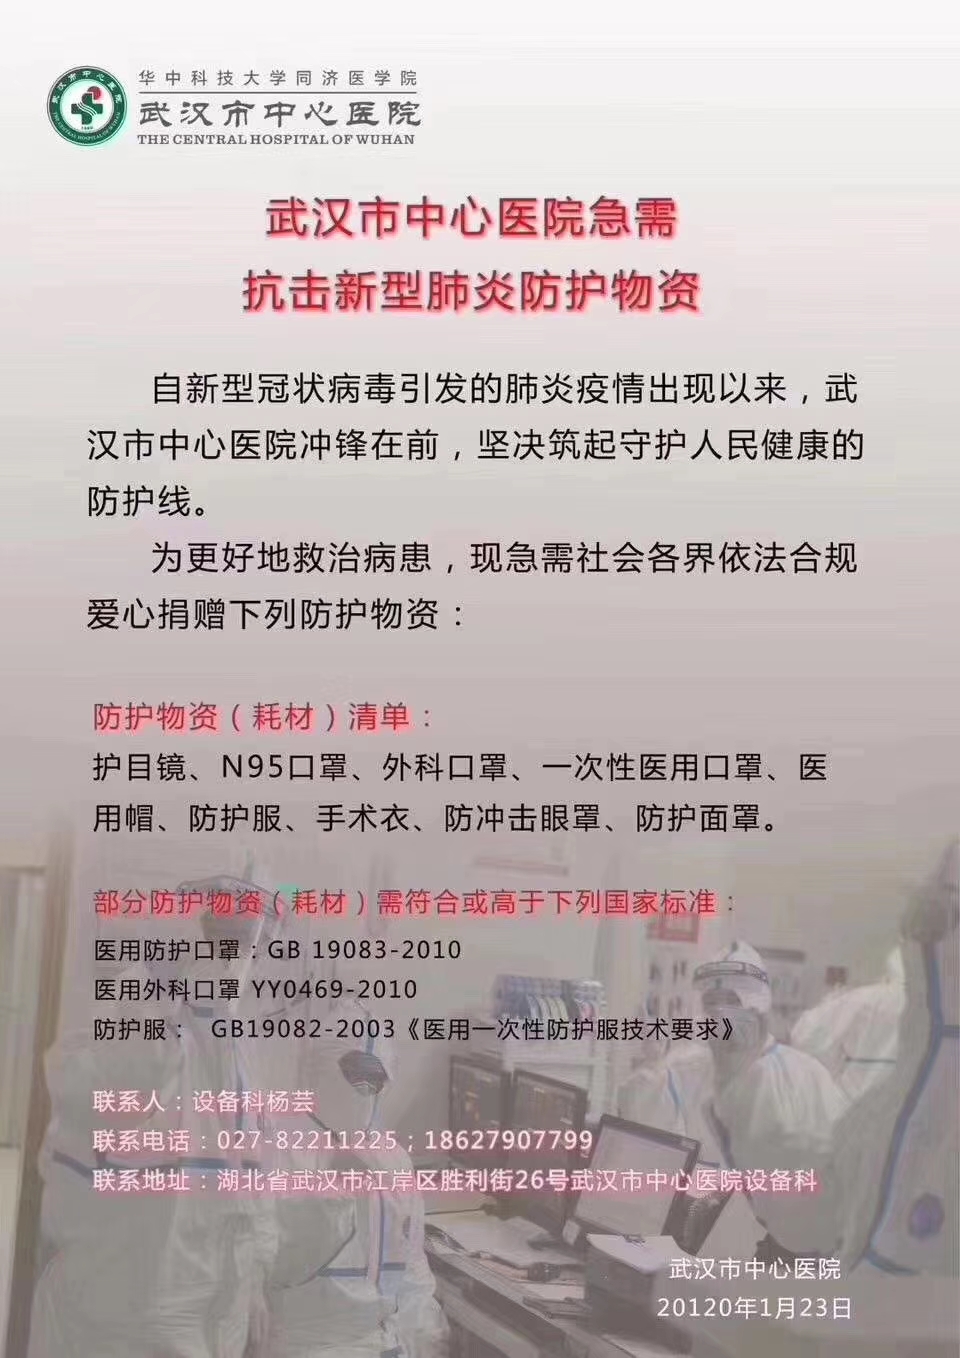 华中科技大学同济医学院
武汉市中心医院
THE CENTRAL HOSPITAL OF WUHAN
武汉市中心医院急需
抗击新型肺炎防护物资
自新型冠状病毒引发的肺炎疫情出现以来，武
汉市中心医院冲锋在前，坚决筑起守护人民健康的
防护线。
为更好地救治病患，现急需社会各界依法合规
爱心捐赠下列防护物资：
防护物资（耗材）清单：
护目镜、N95口罩、外科口罩、一次性医用口罩、医
用帽、防护服、手术衣、防冲击眼罩、防护面罩。
部分防护物资（耗材）需符合或高于下列国家标准：
医用防护口罩：GB 19083-2010
医用外科口罩 YY0469-2010
防护服： GB19082-2003《医用一次性防护服技术要求》
联系人：设备科杨芸
联系电话：027-82211225；18627907799
联系地址：湖北省武汉市江岸区胜利街26号武汉市中心医院设备科
武汉市中心医院
20120年1月23日